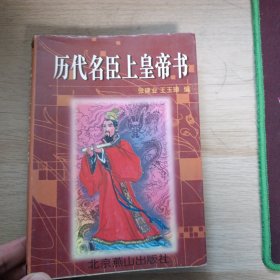 历代名臣上皇帝书
张建业 王玉璋 编
北京燕山出版社